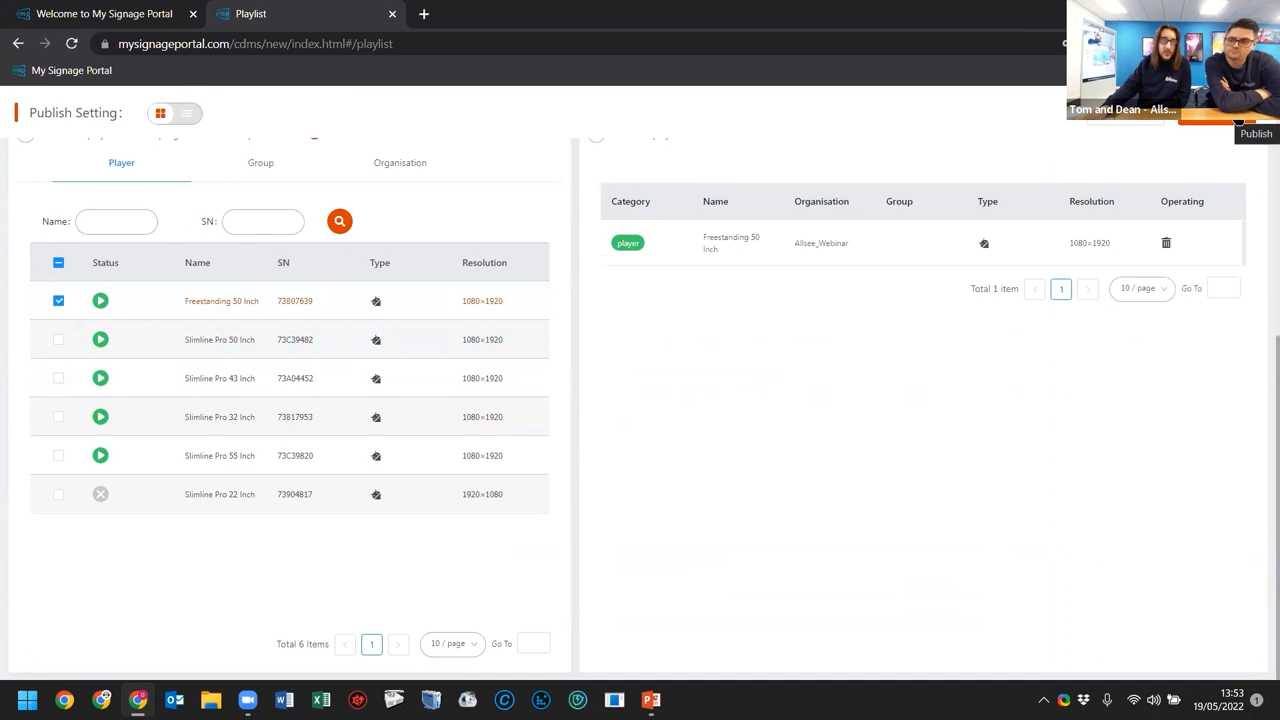 Welcome to My Signage Portal
Playlist
mysignageportal.com/cdms/new/index.html#/playlist
My Signage Portal
Tom and Dean - Alls...
Publish Setting:
Publish
Player Group Organisation
Name: SN:
Status Name SN Type Resolution
Freestanding 50 Inch 73807639 1080×1920
Slimline Pro 50 Inch 73C39482 1080×1920
Slimline Pro 43 Inch 73A04452 1080×1920
Slimline Pro 32 Inch 73817953 1080×1920
Slimline Pro 55 Inch 73C39820 1080×1920
Slimline Pro 22 Inch 73904817 1920×1080
Total 6 Items < 1 > 10 / page Go To
Category Name Organisation Group Type Resolution Operating
player Freestanding 50 Inch Allsee_Webinar 1080×1920
Total 1 item < 1 > 10 / page Go To
13:53
19/05/2022